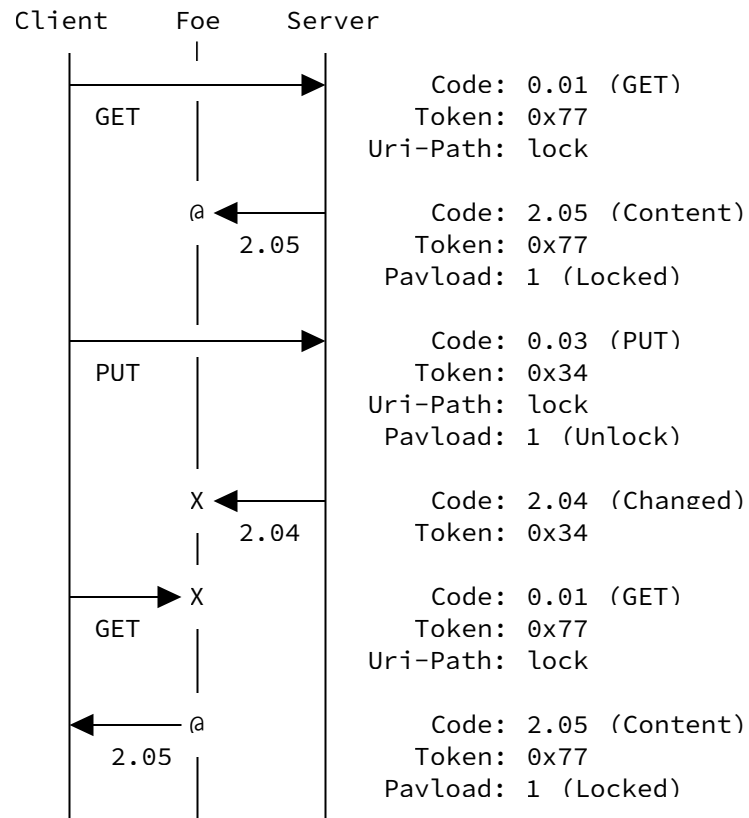 Client Foe Server
Code: 0.01 (GET)
GET Token: 0x77
Uri-Path: lock
@ Code: 2.05 (Content)
2.05 Token: 0x77
Payload: 1 (Locked)
Code: 0.03 (PUT)
PUT Token: 0x34
Uri-Path: lock
Payload: 1 (Unlock)
X Code: 2.04 (Changed)
2.04 Token: 0x34
X Code: 0.01 (GET)
GET Token: 0x77
Uri-Path: lock
@ Code: 2.05 (Content)
2.05 Token: 0x77
Payload: 1 (Locked)